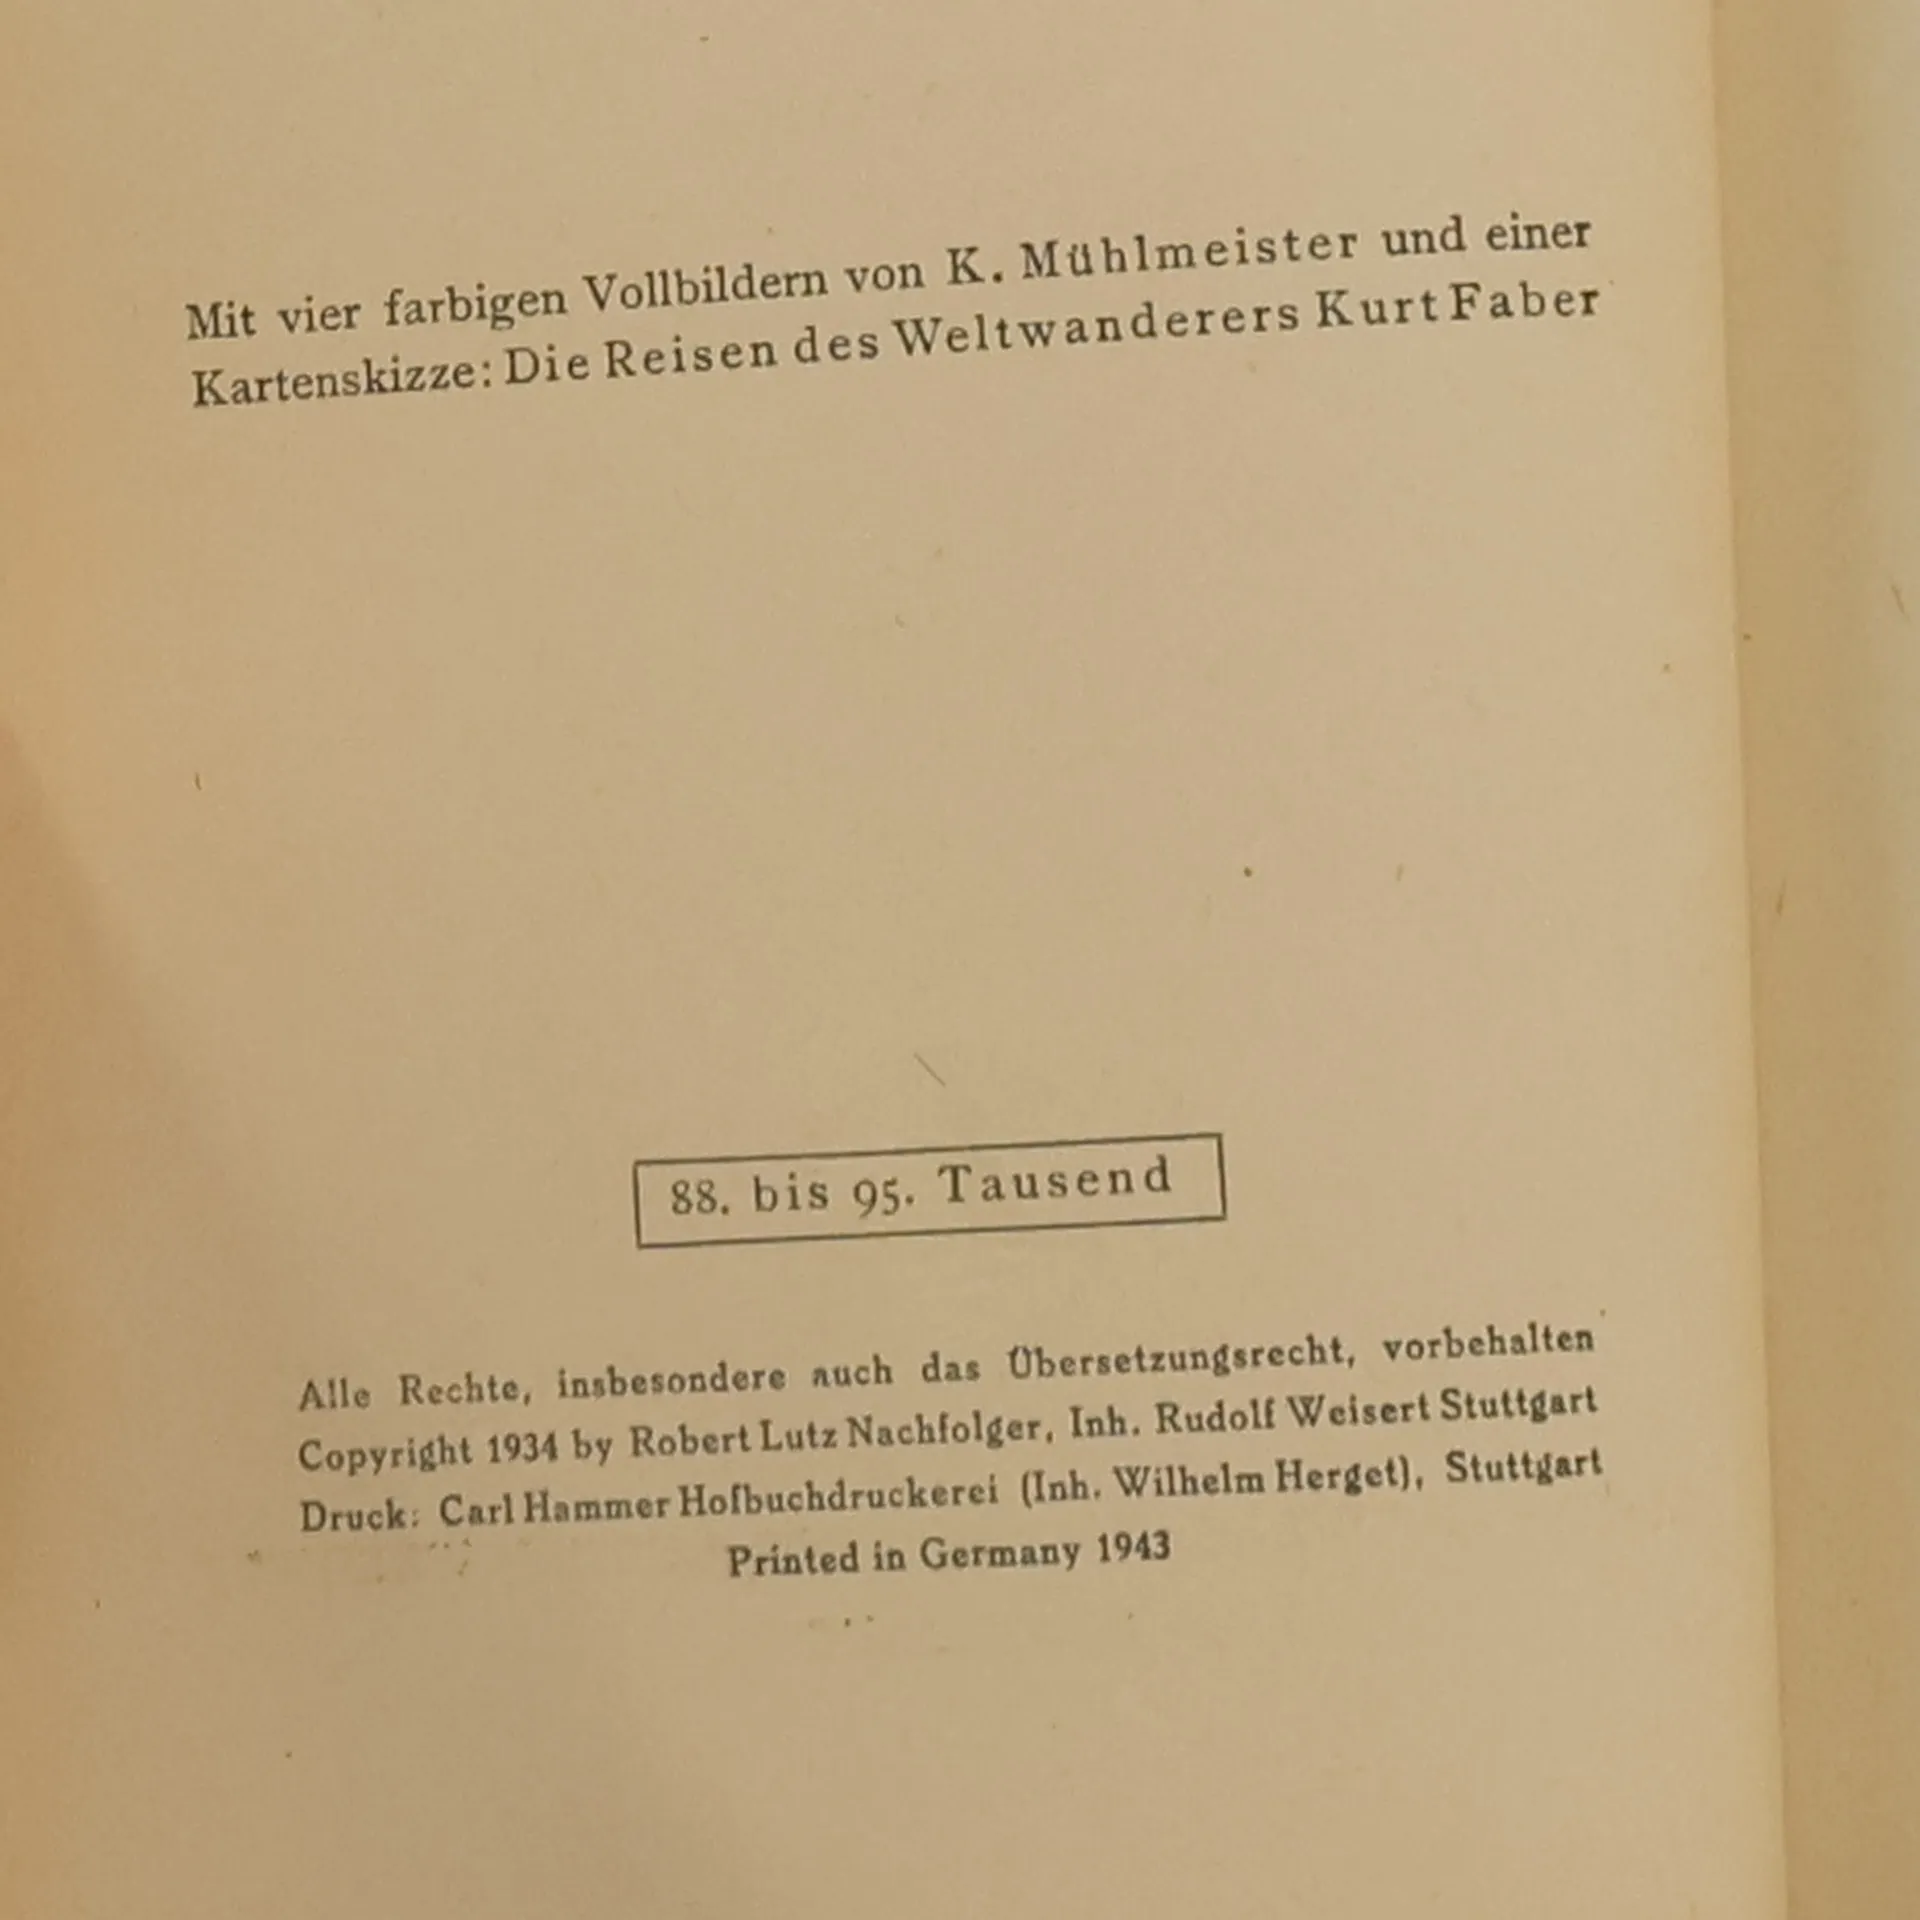 Mit vier farbigen Vollbildern von K. Mühlmeister und einer
Kartenskizze: Die Reisen des Weltwanderers Kurt Faber
88. bis 95. Tausend
Alle Rechte, insbesondere auch das Übersetzungsrecht, vorbehalten
Copyright 1934 by Robert Lutz Nachfolger, Inh. Rudolf Weisert Stuttgart
Druck: Carl Hammer Hofbuchdruckerei (Inh. Wilhelm Herget), Stuttgart
Printed in Germany 1943